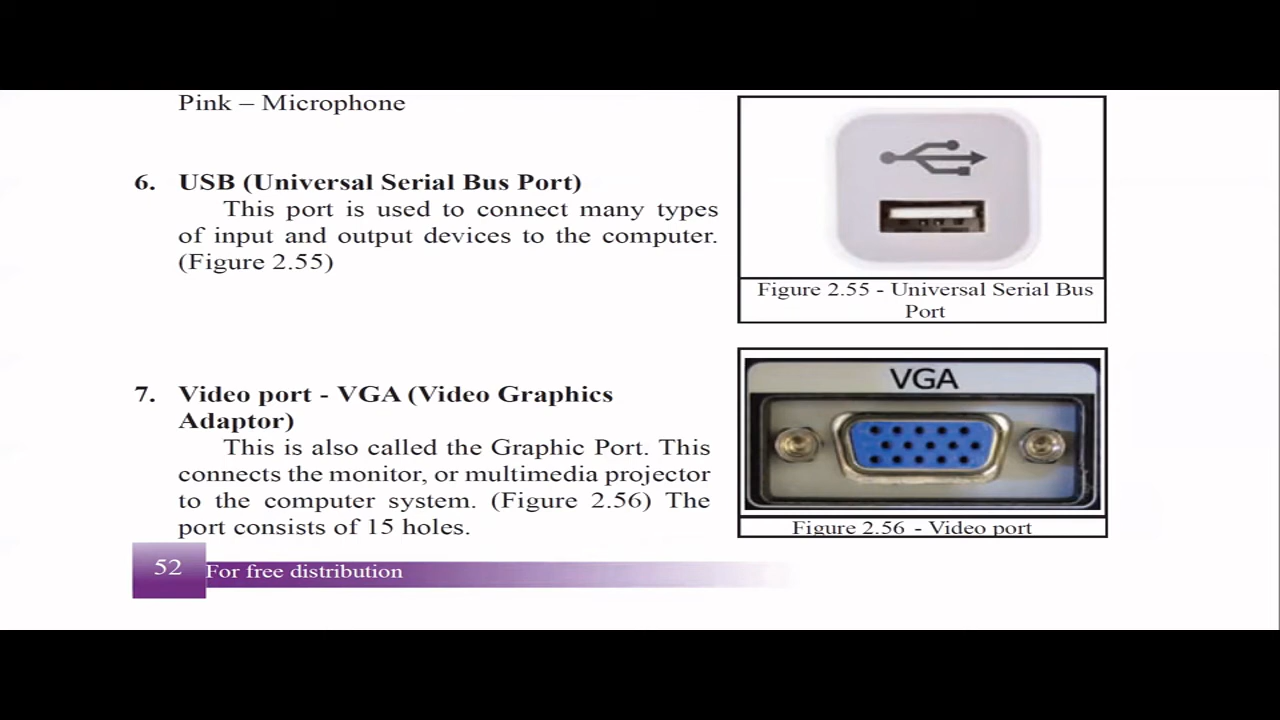 Pink – Microphone
6. USB (Universal Serial Bus Port)
This port is used to connect many types
of input and output devices to the computer.
(Figure 2.55)
Figure 2.55 - Universal Serial Bus
Port
7. Video port - VGA (Video Graphics
Adaptor)
This is also called the Graphic Port. This
connects the monitor, or multimedia projector
to the computer system. (Figure 2.56) The
port consists of 15 holes.
VGA
Figure 2.56 - Video port
52 For free distribution